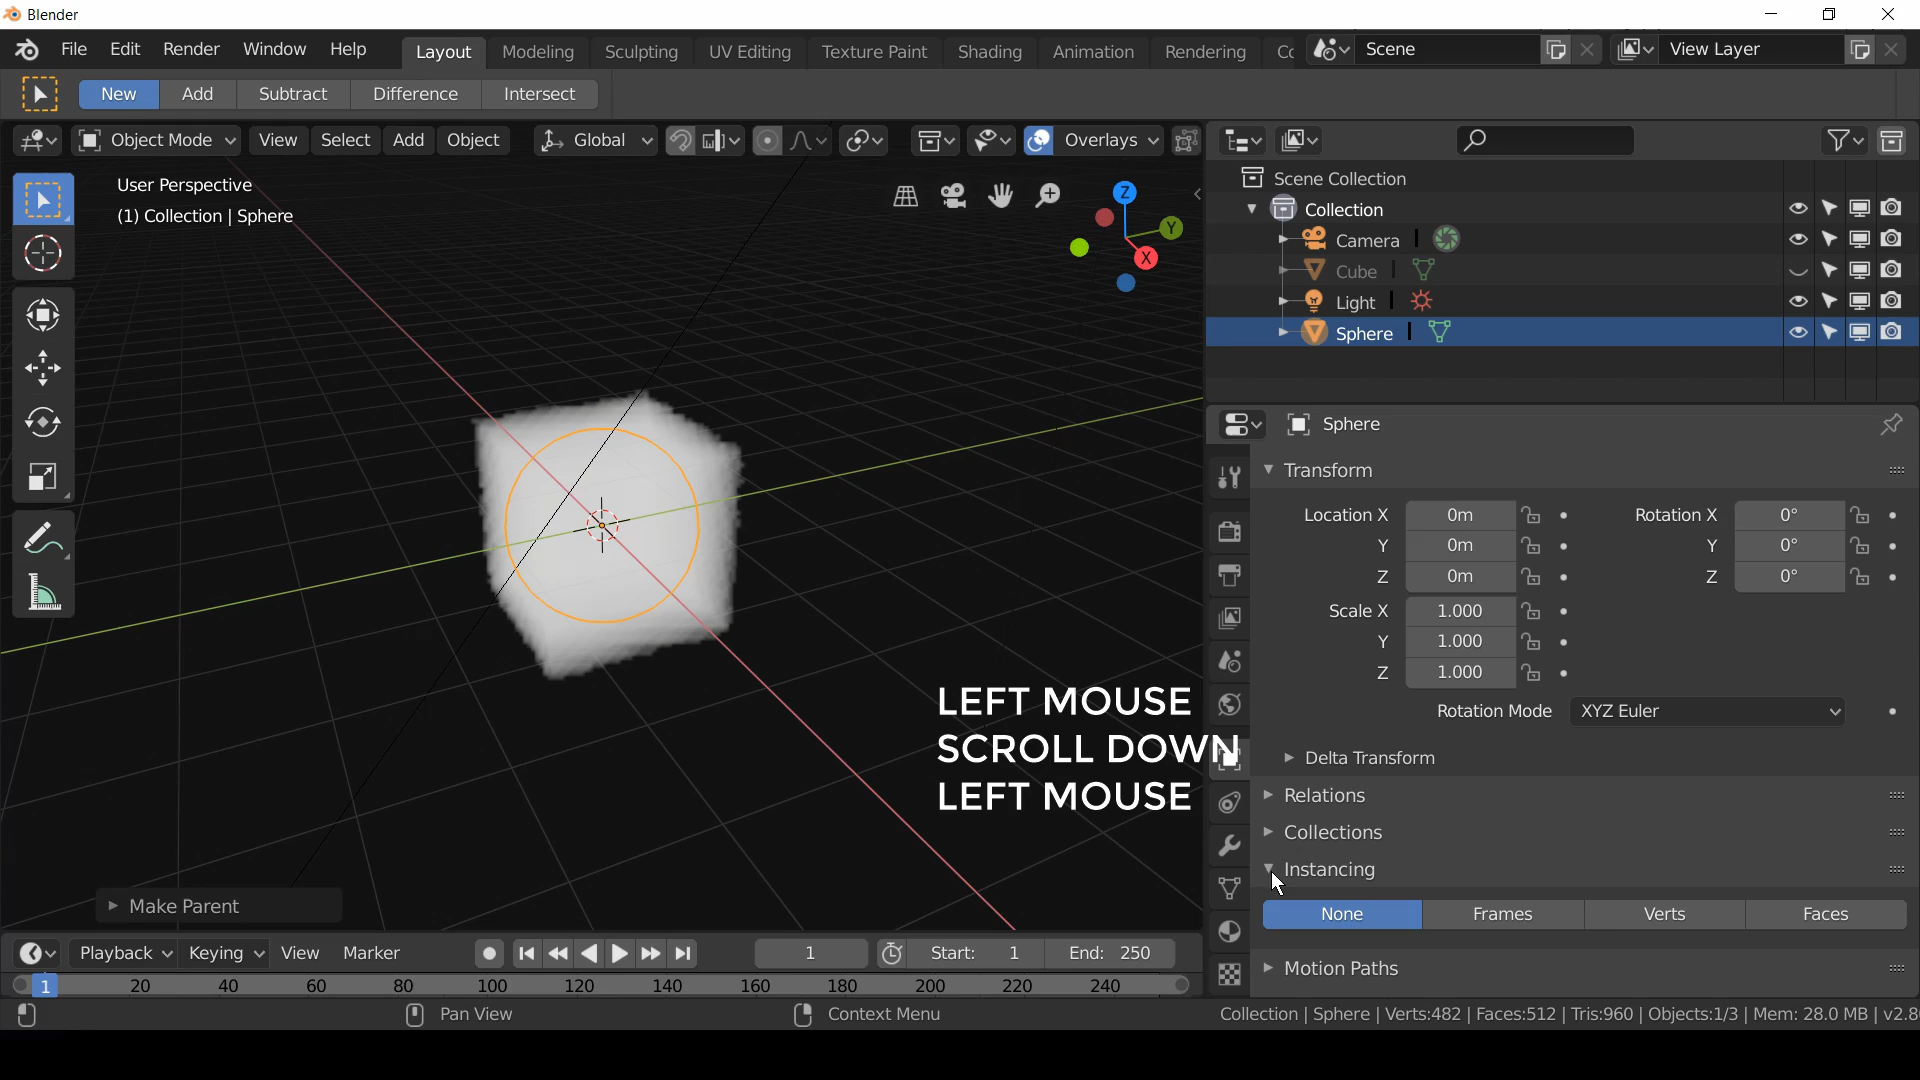 Blender
File Edit Render Window Help Layout Modeling Sculpting UV Editing Texture Paint Shading Animation Rendering Scene View Layer
New Add Subtract Difference Intersect
Object Mode View Select Add Object Global Overlays
User Perspective
(1) Collection | Sphere
Z
Y
X
Scene Collection
Collection
Camera
Cube
Light
Sphere
Sphere
Transform
Location X 0m Rotation X 0°
Y 0m Y 0°
Z 0m Z 0°
Scale X 1.000
Y 1.000
Z 1.000
Rotation Mode XYZ Euler
Delta Transform
Relations
Collections
Instancing
None Frames Verts Faces
Motion Paths
LEFT MOUSE
SCROLL DOWN
LEFT MOUSE
Make Parent
Playback Keying View Marker 1 Start: 1 End: 250
1 20 40 60 80 100 120 140 160 180 200 220 240
Pan View Context Menu Collection | Sphere | Verts:482 | Faces:512 | Tris:960 | Objects:1/3 | Mem: 28.0 MB |